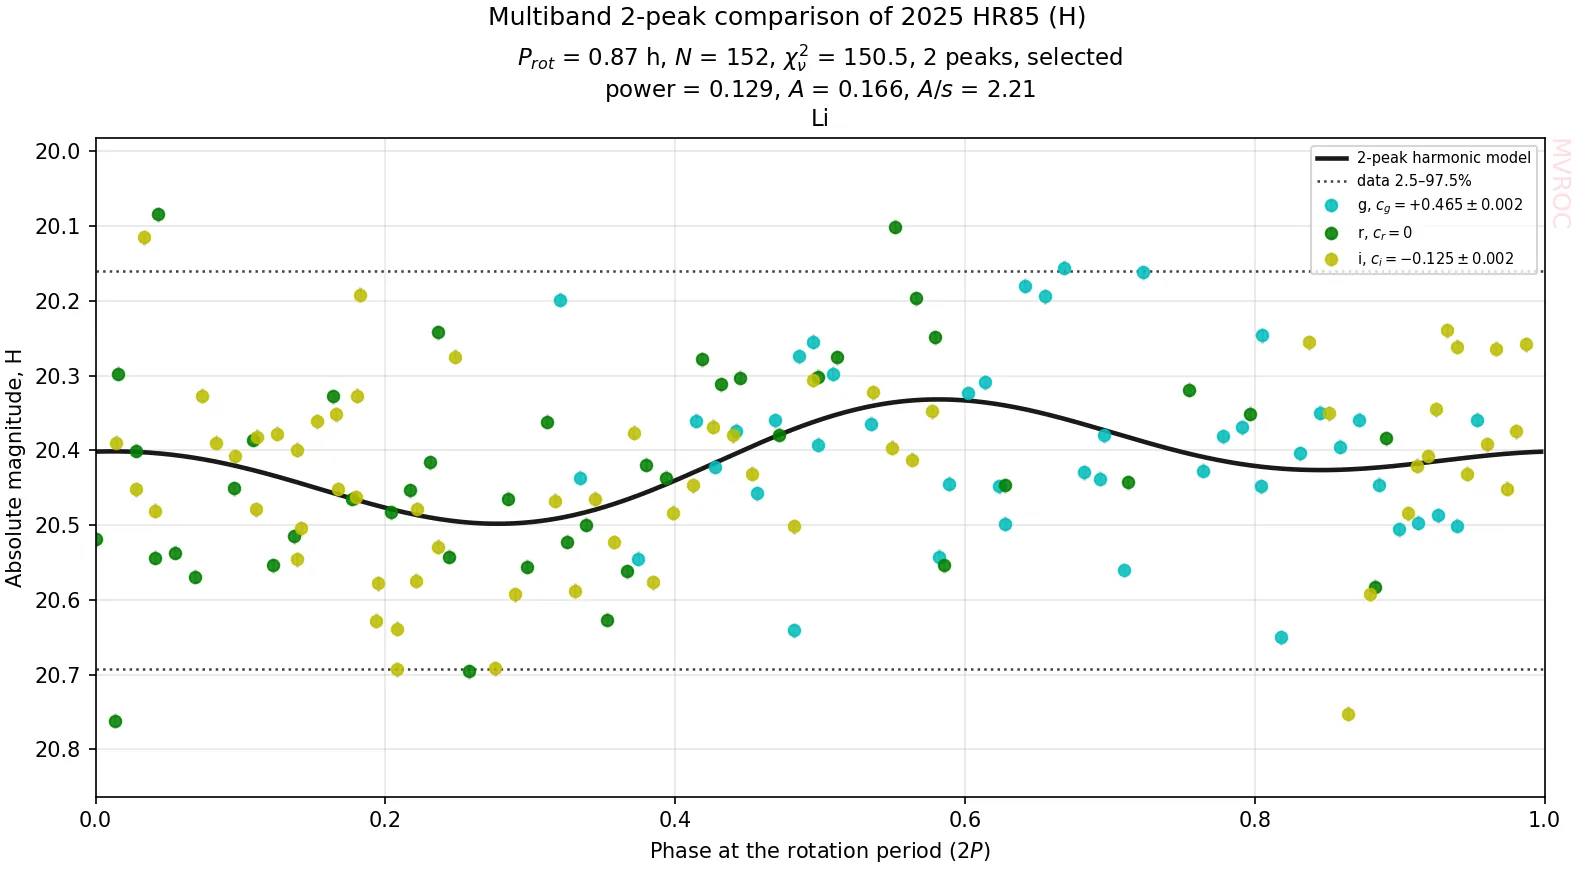 Multiband 2-peak comparison of 2025 HR85 (H)
P_rot = 0.87 h, N = 152, χ²_ν = 150.5, 2 peaks, selected
power = 0.129, A = 0.166, A/s = 2.21
Li
MVROC
2-peak harmonic model
data 2.5–97.5%
g, c_g = +0.465 ± 0.002
r, c_r = 0
i, c_i = −0.125 ± 0.002
Absolute magnitude, H
20.0
20.1
20.2
20.3
20.4
20.5
20.6
20.7
20.8
0.0 0.2 0.4 0.6 0.8 1.0
Phase at the rotation period (2P)